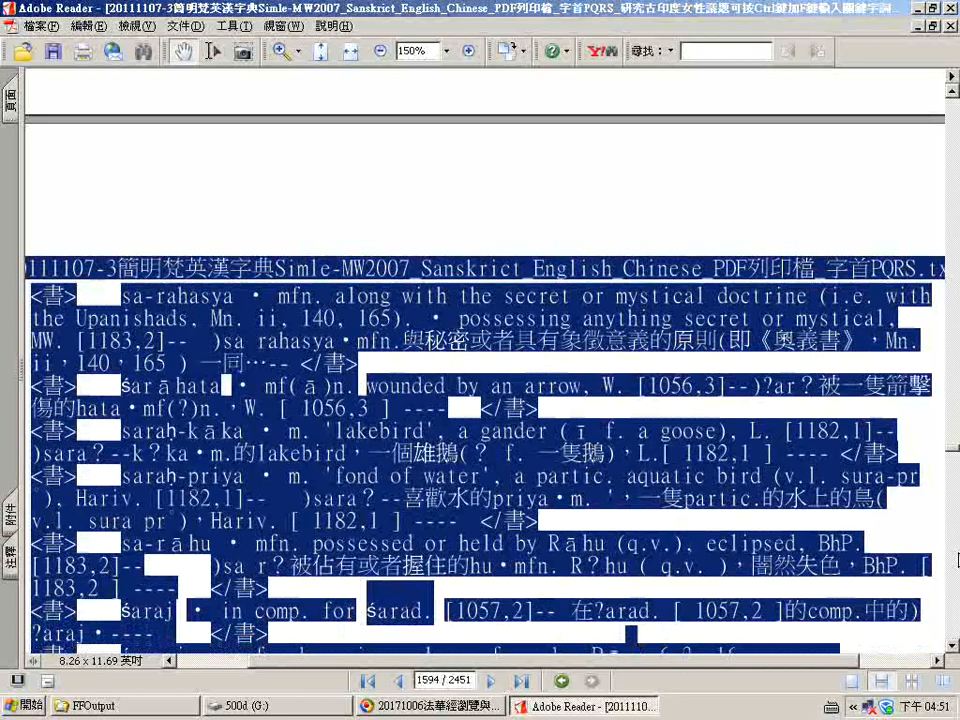 Adobe Reader - [20111107-3簡明梵英漢字典Simle-MW2007_Sanskrict_English_Chinese_PDF列印檔_字首PQRS_研究古印度女性議題可按Ctrl鍵加F鍵輸入關鍵字詞
檔案(F) 編輯(E) 檢視(V) 文件(D) 工具(T) 視窗(W) 說明(H)
150% Y! 尋找:
頁面
附件
注釋
111107-3簡明梵英漢字典Simle-MW2007_Sanskrict_English_Chinese_PDF列印檔_字首PQRS.tx
<書> sa-rahasya • mfn. along with the secret or mystical doctrine (i.e. with
the Upanishads, Mn. ii, 140, 165). • possessing anything secret or mystical,
MW. [1183,2]-- )sa rahasya•mfn.與秘密或者具有象徵意義的原則(即《奧義書》，Mn.
ii，140，165 ) 一同…-- </書>
<書> śarāhata • mf(ā)n. wounded by an arrow, W. [1056,3]--)?ar？被一隻箭擊
傷的hata•mf(?)n.，W. [ 1056,3 ] ---- </書>
<書> saraḥ-kāka • m. 'lakebird', a gander (ī f. a goose), L. [1182,1]--
)sara？--k？ka•m.的lakebird，一個雄鵝(？ f. 一隻鵝)，L.[ 1182,1 ] ---- </書>
<書> saraḥ-priya • m. 'fond of water', a partic. aquatic bird (v.l. sura-pr
°), Hariv. [1182,1]-- )sara？--喜歡水的priya•m. '，一隻partic.的水上的鳥(
v.l. sura pr°)，Hariv. [ 1182,1 ] ---- </書>
<書> sa-rāhu • mfn. possessed or held by Rāhu (q.v.), eclipsed, BhP.
[1183,2]-- )sa r？被佔有或者握住的hu•mfn. R？hu ( q.v. )，闇然失色，BhP. [
1183,2 ] ---- </書>
<書> śaraj • in comp. for śarad. [1057,2]-- 在?arad. [ 1057,2 ]的comp.中的)
?araj•---- </書>
8.26 x 11.69 英吋
1594 / 2451
開始 FFOutput 500d (G:) 20171006法華經瀏覽與... Adobe Reader - [2011110... « 下午 04:51